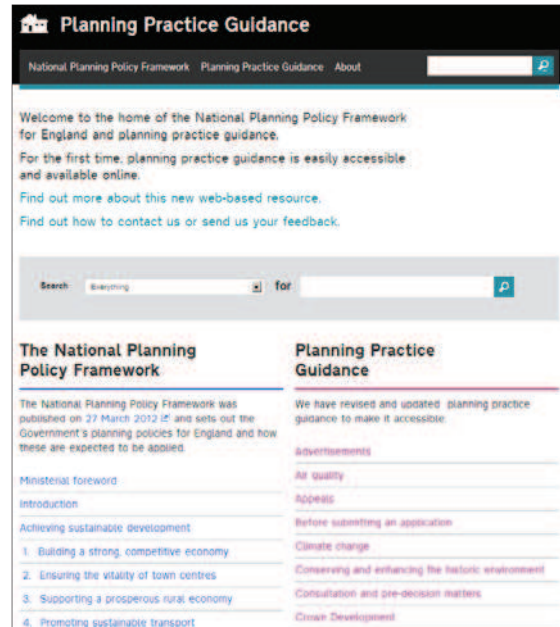 Planning Practice Guidance
National Planning Policy Framework Planning Practice Guidance About
Welcome to the home of the National Planning Policy Framework
for England and planning practice guidance.
For the first time, planning practice guidance is easily accessible
and available online.
Find out more about this new web-based resource.
Find out how to contact us or send us your feedback.
Search Everything for
The National Planning
Policy Framework
The National Planning Policy Framework was
published on 27 March 2012 and sets out the
Government's planning policies for England and how
these are expected to be applied.
Ministerial foreword
Introduction
Achieving sustainable development
1. Building a strong, competitive economy
2. Ensuring the vitality of town centres
3. Supporting a prosperous rural economy
4. Promoting sustainable transport
Planning Practice
Guidance
We have revised and updated planning practice
guidance to make it accessible.
Advertisements
Air quality
Appeals
Before submitting an application
Climate change
Conserving and enhancing the historic environment
Consultation and pre-decision matters
Crown Development